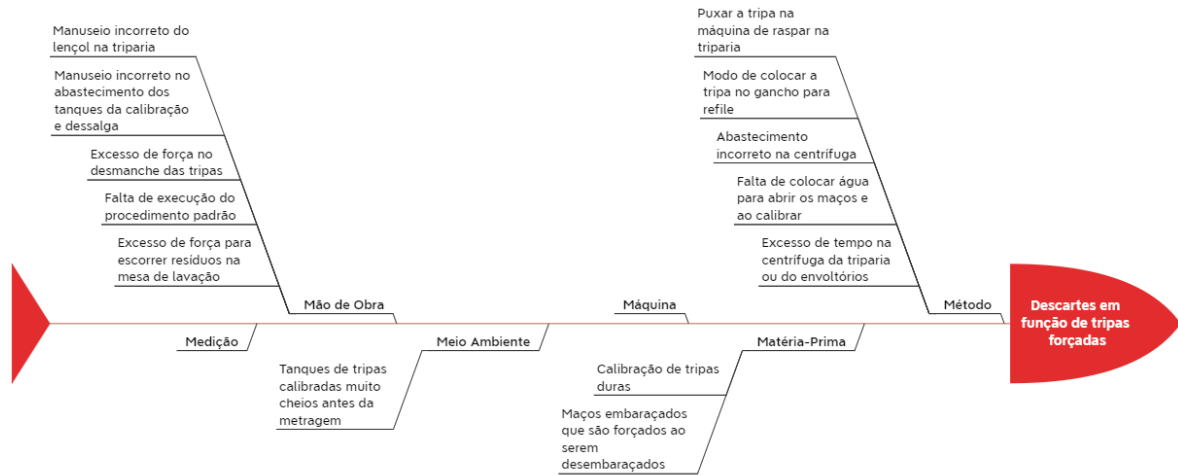 Manuseio incorreto do
lençol na triparia
Manuseio incorreto no
abastecimento dos
tanques da calibração
e dessalga
Excesso de força no
desmanche das tripas
Falta de execução do
procedimento padrão
Excesso de força para
escorrer resíduos na
mesa de lavação
Mão de Obra
Máquina
Puxar a tripa na
máquina de raspar na
triparia
Modo de colocar a
tripa no gancho para
refile
Abastecimento
incorreto na centrífuga
Falta de colocar água
para abrir os maços e
ao calibrar
Excesso de tempo na
centrífuga da triparia
ou do envoltórios
Método
Descartes em
função de tripas
forçadas
Medição
Meio Ambiente
Tanques de tripas
calibradas muito
cheios antes da
metragem
Matéria-Prima
Calibração de tripas
duras
Maços embaraçados
que são forçados ao
serem
desembaraçados